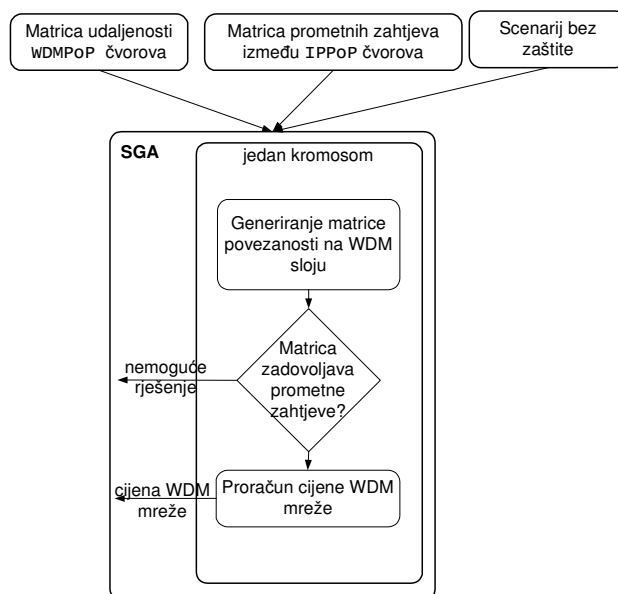 Matrica udaljenosti
WDMPoP čvorova
Matrica prometnih zahtjeva
između IPPoP čvorova
Scenarij bez
zaštite
SGA
jedan kromosom
Generiranje matrice
povezanosti na WDM
sloju
Matrica
zadovoljava
prometne
zahtjeve?
nemoguće
rješenje
Proračun cijene WDM
mreže
cijena WDM
mreže